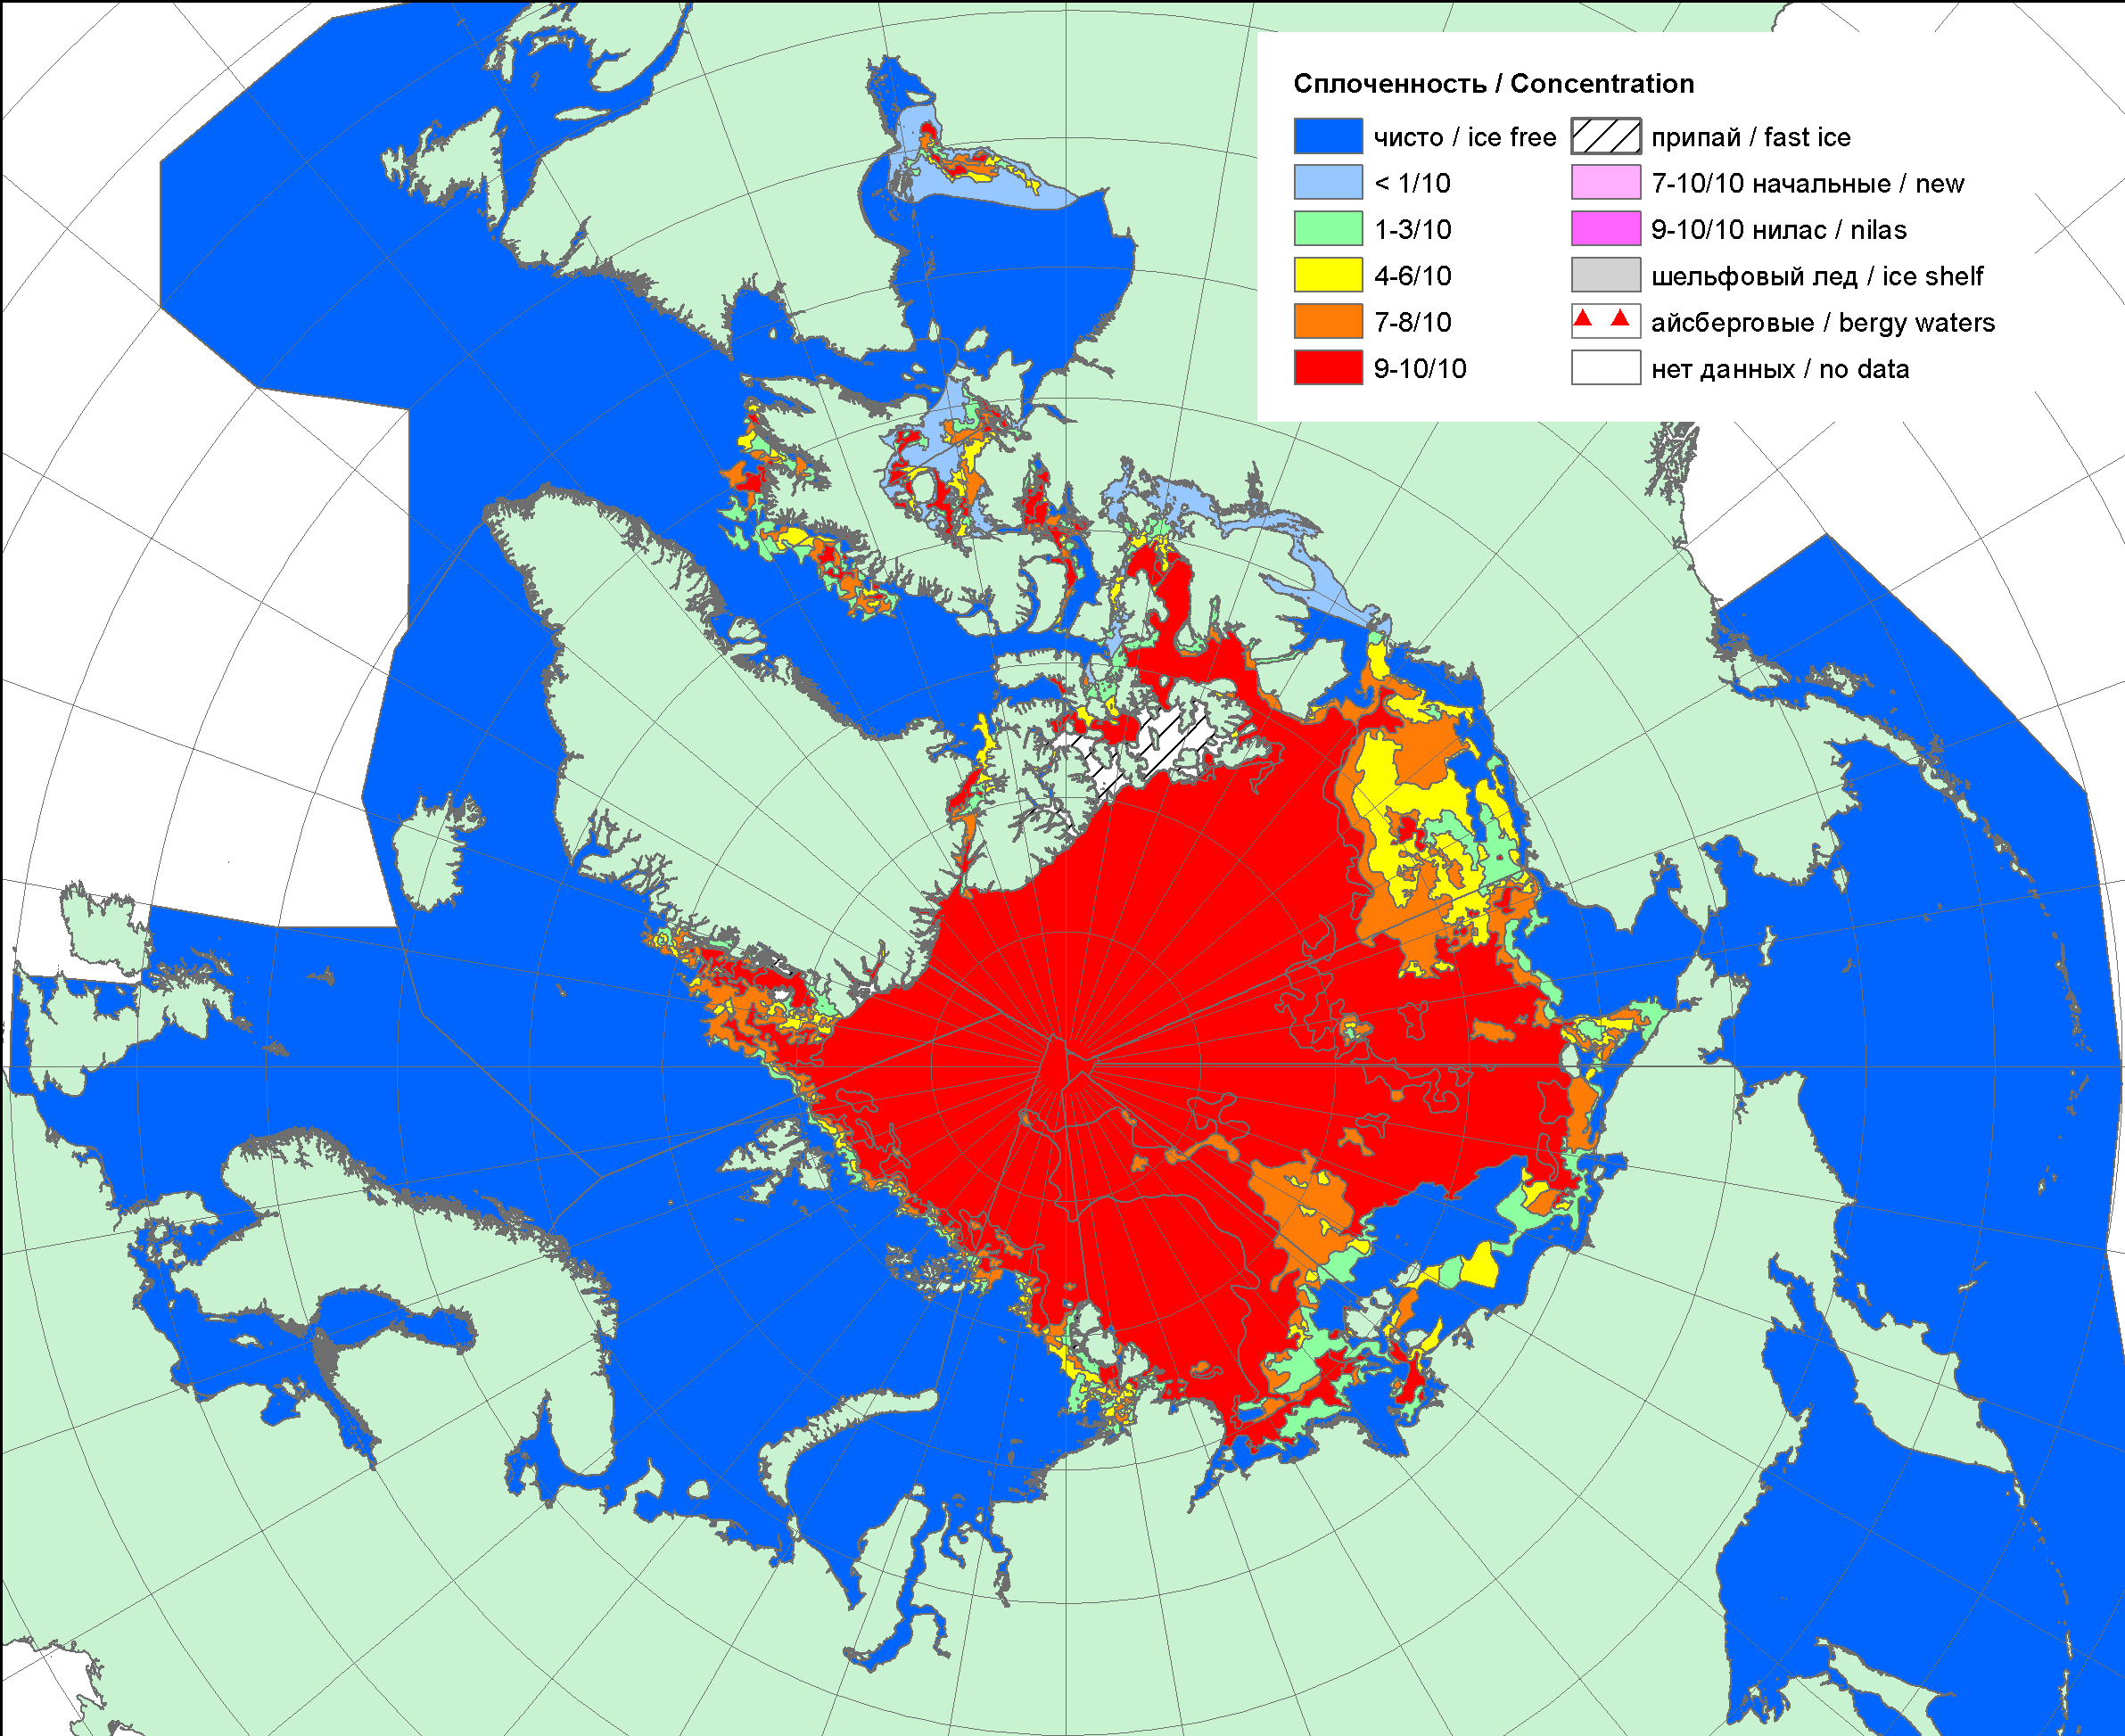 Сплоченность / Concentration
чисто / ice free
< 1/10
1-3/10
4-6/10
7-8/10
9-10/10
припай / fast ice
7-10/10 начальные / new
9-10/10 нилас / nilas
шельфовый лед / ice shelf
айсберговые / bergy waters
нет данных / no data